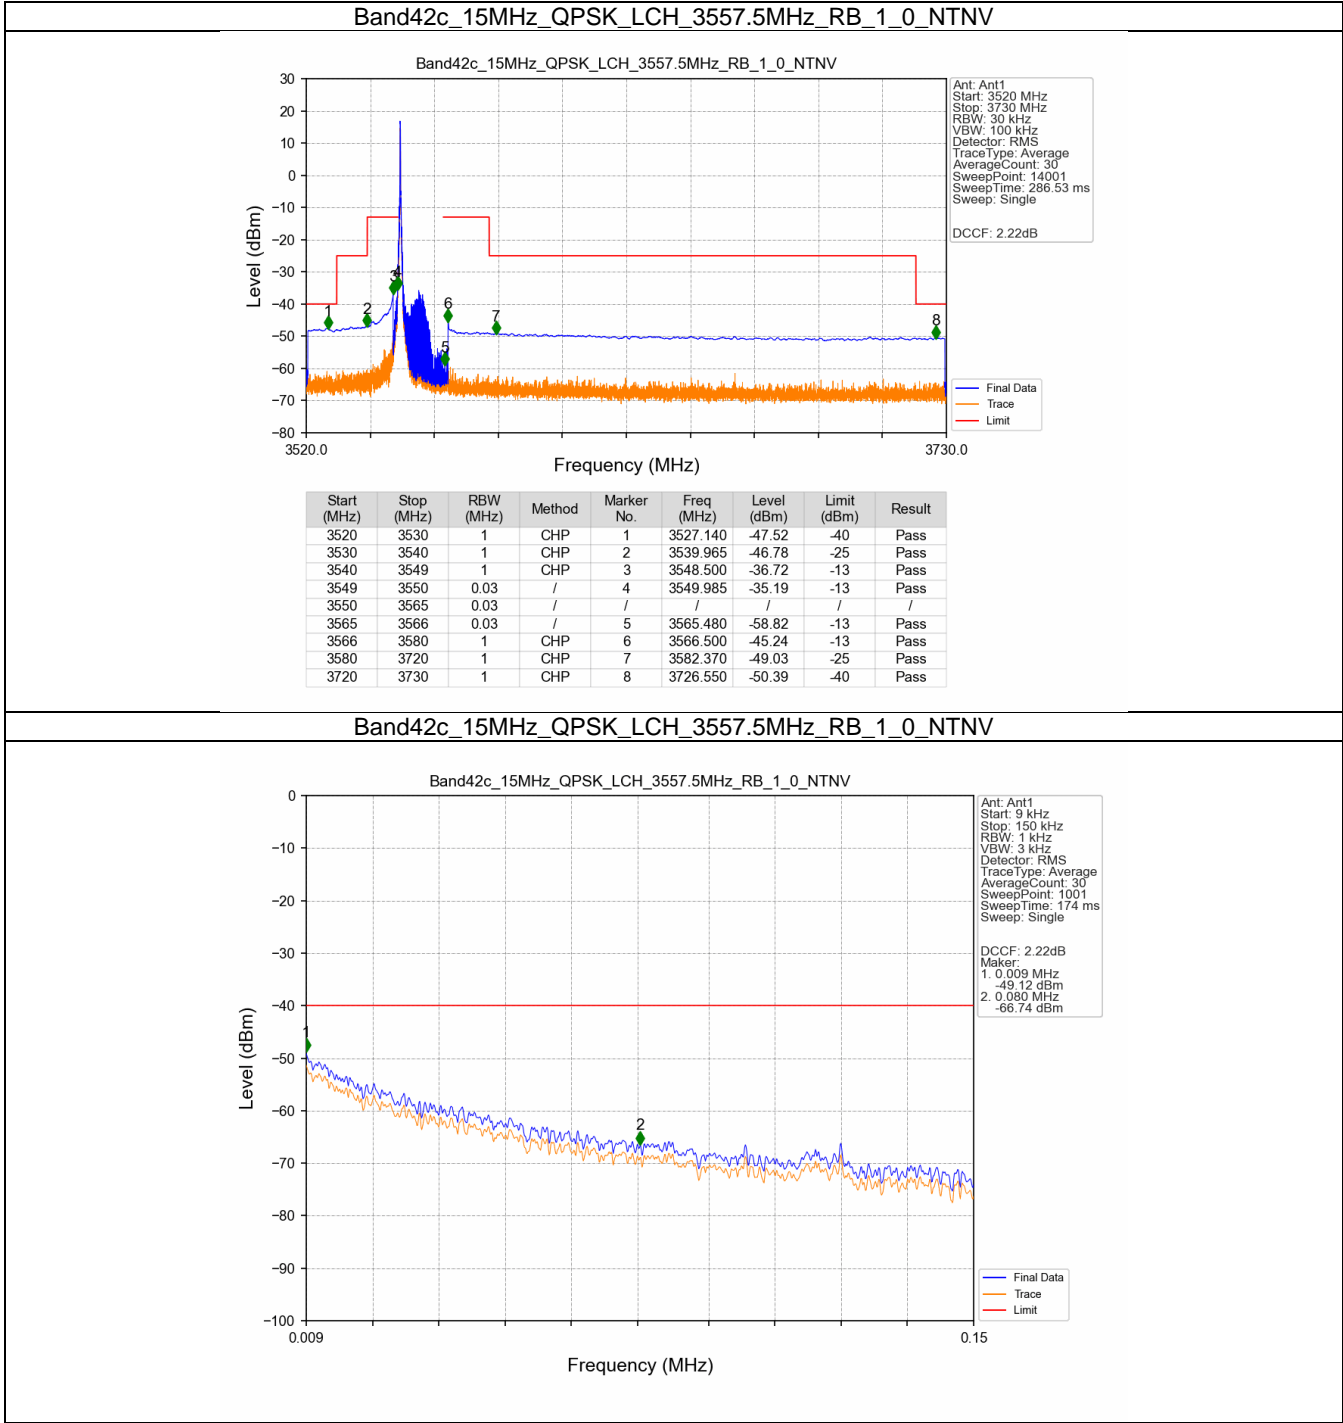 Band42c_15MHz_QPSK_LCH_3557.5MHz_RB_1_0_NTNV
Band42c_15MHz_QPSK_LCH_3557.5MHz_RB_1_0_NTNV
30
20
10
0
−10
−20
−30
−40
−50
−60
−70
−80
Level (dBm)
3520.0
3730.0
Frequency (MHz)
1
2
3
4
5
6
7
8
Ant: Ant1
Start: 3520 MHz
Stop: 3730 MHz
RBW: 30 kHz
VBW: 100 kHz
Detector: RMS
TraceType: Average
AverageCount: 30
SweepPoint: 14001
SweepTime: 286.53 ms
Sweep: Single
DCCF: 2.22dB
Final Data
Trace
Limit
Start (MHz) Stop (MHz) RBW (MHz) Method Marker No. Freq (MHz) Level (dBm) Limit (dBm) Result
3520 3530 1 CHP 1 3527.140 -47.52 -40 Pass
3530 3540 1 CHP 2 3539.965 -46.78 -25 Pass
3540 3549 1 CHP 3 3548.500 -36.72 -13 Pass
3549 3550 0.03 / 4 3549.985 -35.19 -13 Pass
3550 3565 0.03 / / / / / /
3565 3566 0.03 / 5 3565.480 -58.82 -13 Pass
3566 3580 1 CHP 6 3566.500 -45.24 -13 Pass
3580 3720 1 CHP 7 3582.370 -49.03 -25 Pass
3720 3730 1 CHP 8 3726.550 -50.39 -40 Pass
Band42c_15MHz_QPSK_LCH_3557.5MHz_RB_1_0_NTNV
Band42c_15MHz_QPSK_LCH_3557.5MHz_RB_1_0_NTNV
0
−10
−20
−30
−40
−50
−60
−70
−80
−90
−100
Level (dBm)
0.009
0.15
Frequency (MHz)
1
2
Ant: Ant1
Start: 9 kHz
Stop: 150 kHz
RBW: 1 kHz
VBW: 3 kHz
Detector: RMS
TraceType: Average
AverageCount: 30
SweepPoint: 1001
SweepTime: 174 ms
Sweep: Single
DCCF: 2.22dB
Maker:
1. 0.009 MHz
-49.12 dBm
2. 0.080 MHz
-66.74 dBm
Final Data
Trace
Limit